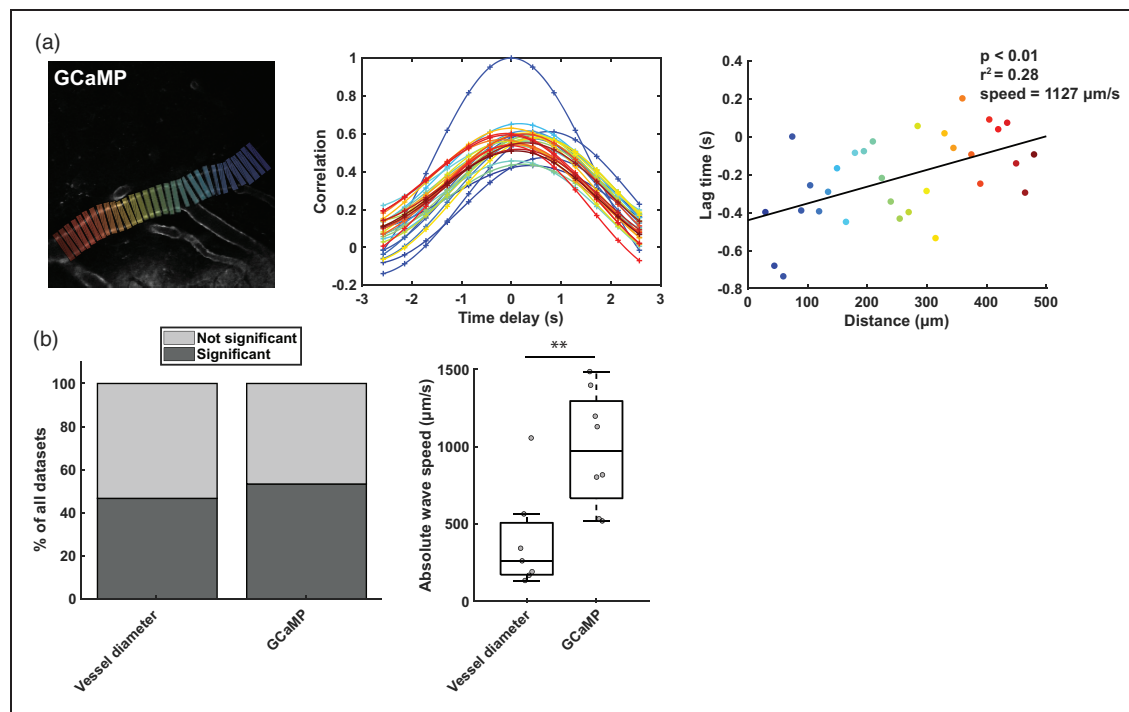 (a)
GCaMP
Correlation
1
0.8
0.6
0.4
0.2
0
-0.2
-3
-2
-1
0
1
2
3
Time delay (s)
p < 0.01
r² = 0.28
speed = 1127 µm/s
Lag time (s)
0.4
0.2
0
-0.2
-0.4
-0.6
-0.8
0
100
200
300
400
500
Distance (µm)
(b)
Not significant
Significant
% of all datasets
100
80
60
40
20
0
Vessel diameter
GCaMP
**
Absolute wave speed (µm/s)
1500
1000
500
0
Vessel diameter
GCaMP